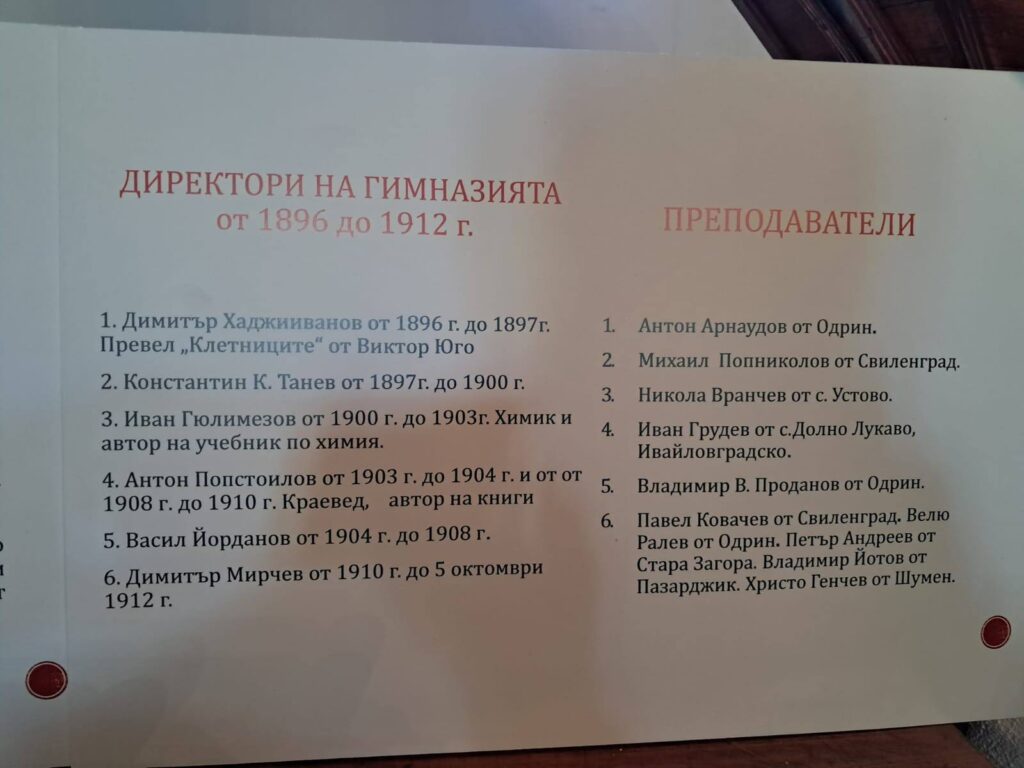 ДИРЕКТОРИ НА ГИМНАЗИЯТА
от 1896 до 1912 г.
1. Димитър Хаджииванов от 1896 г. до 1897г.
Превел „Клетниците“ от Виктор Юго
2. Константин К. Танев от 1897г. до 1900 г.
3. Иван Гюлимезов от 1900 г. до 1903г. Химик и
автор на учебник по химия.
4. Антон Попстоилов от 1903 г. до 1904 г. и от от
1908 г. до 1910 г. Краевед, автор на книги
5. Васил Йорданов от 1904 г. до 1908 г.
6. Димитър Мирчев от 1910 г. до 5 октомври
1912 г.
ПРЕПОДАВАТЕЛИ
1. Антон Арнаудов от Одрин.
2. Михаил Попниколов от Свиленград.
3. Никола Вранчев от с. Устово.
4. Иван Грудев от с.Долно Лукаво,
Ивайловградско.
5. Владимир В. Проданов от Одрин.
6. Павел Ковачев от Свиленград. Велю
Ралев от Одрин. Петър Андреев от
Стара Загора. Владимир Йотов от
Пазарджик. Христо Генчев от Шумен.